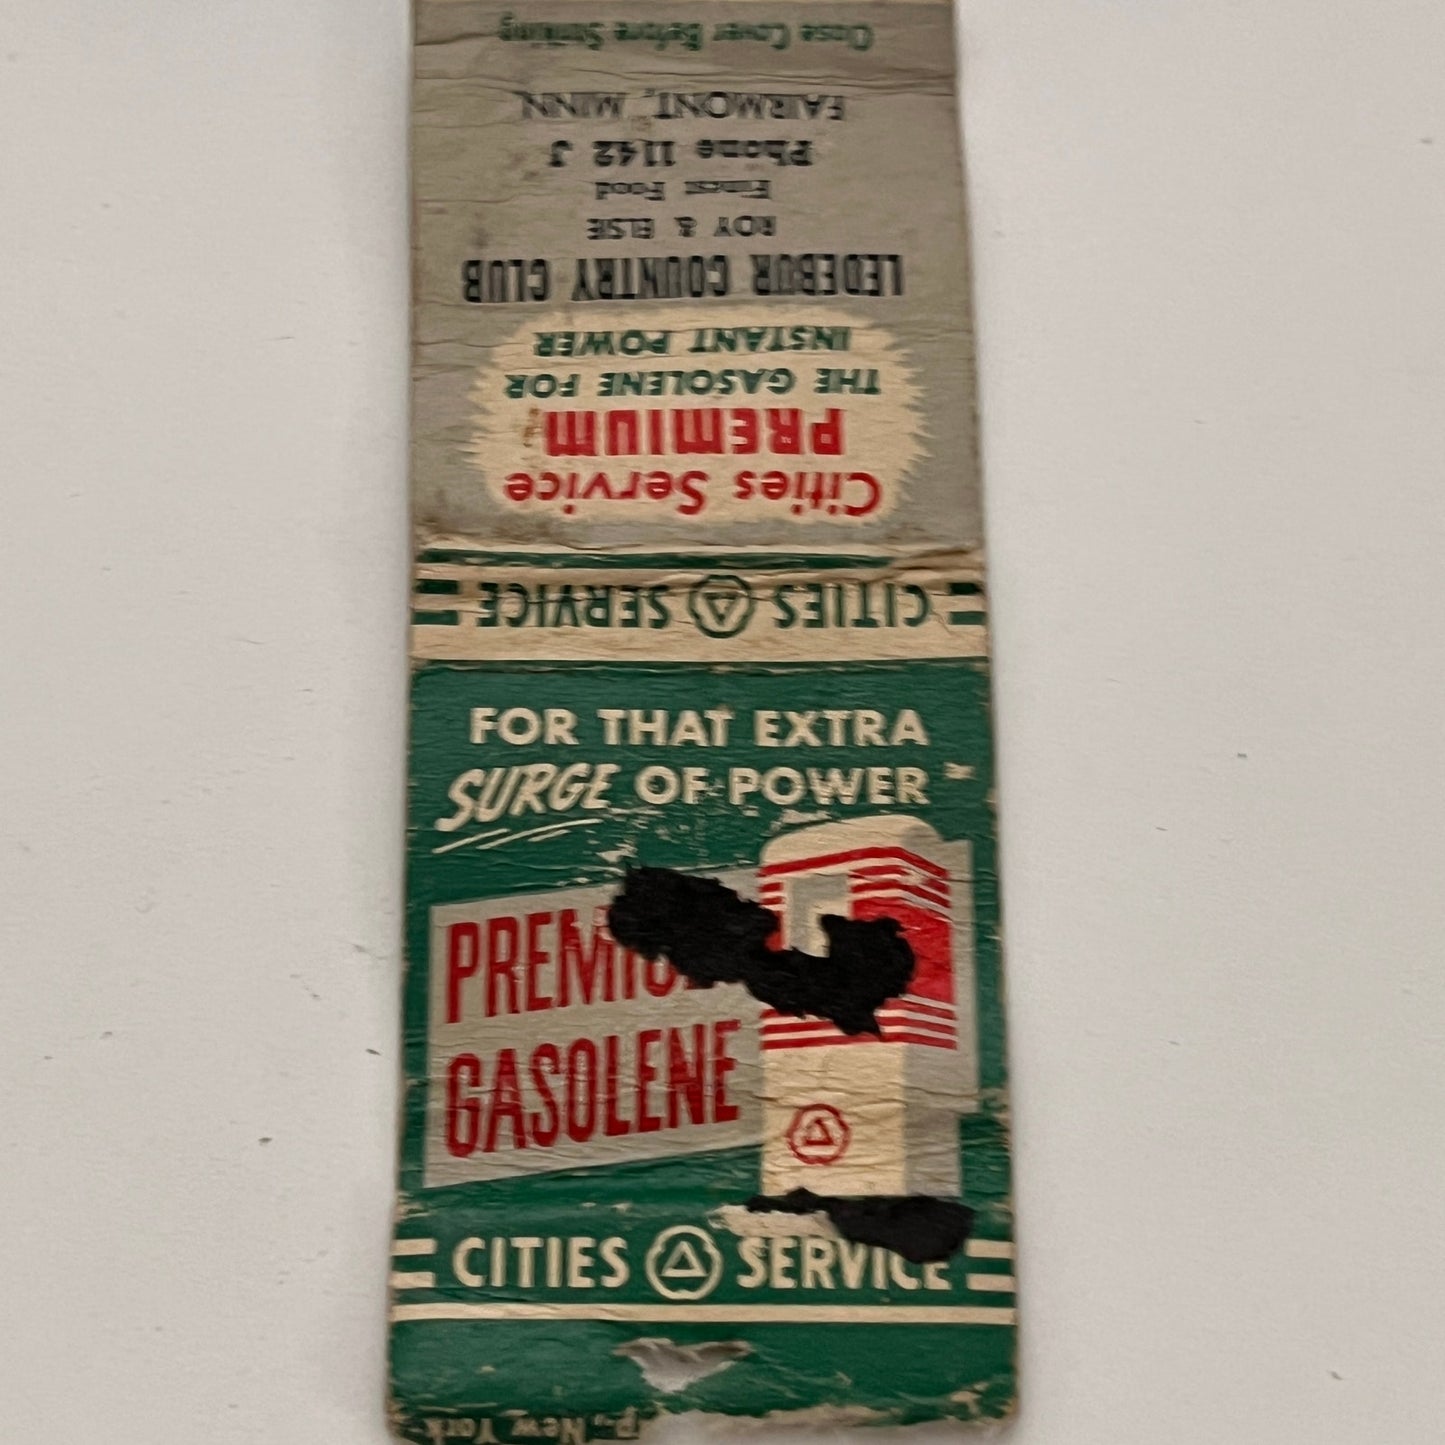 Close Cover Before Striking
FAIRMONT, MINN.
Phone 1142 J
Finest Food
ROY & ELSE
LEDEBUR COUNTRY CLUB
INSTANT POWER
THE GASOLENE FOR
PREMIUM
Cities Service
CITIES SERVICE
FOR THAT EXTRA
SURGE OF POWER
PREMIU
GASOLENE
CITIES SERVICE
P., New York